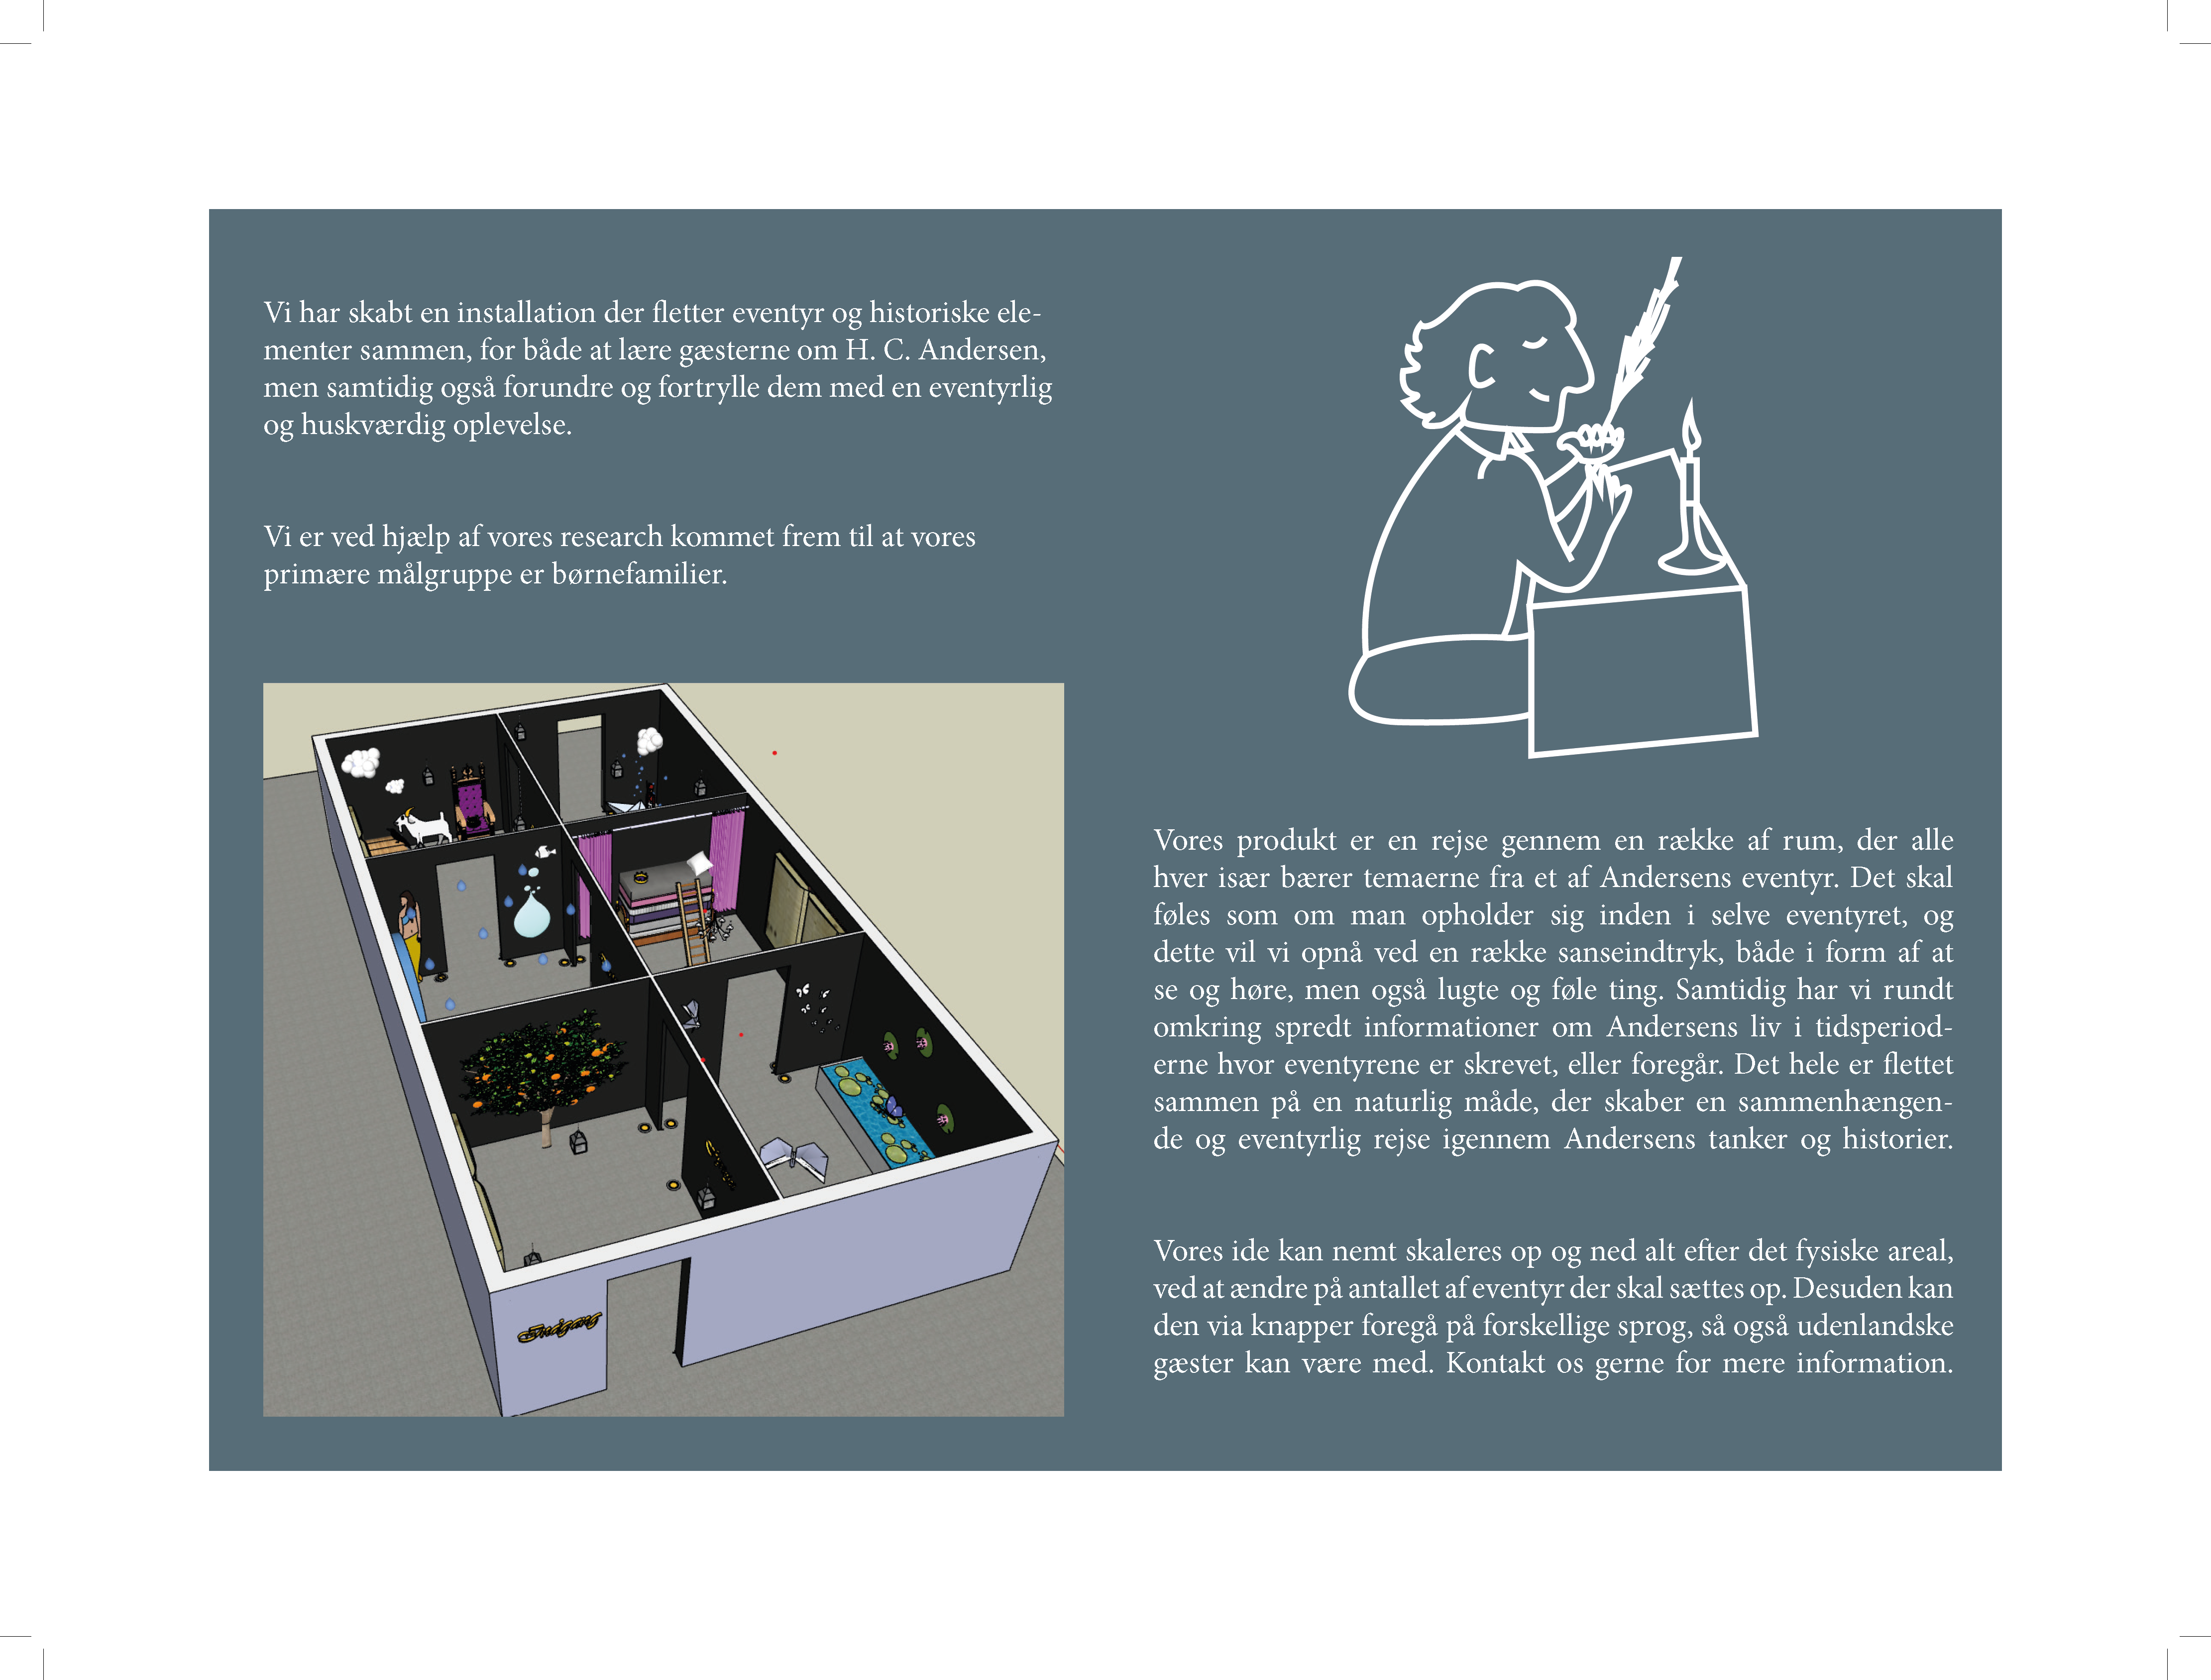 Vi har skabt en installation der fletter eventyr og historiske ele-
menter sammen, for både at lære gæsterne om H. C. Andersen,
men samtidig også forundre og fortrylle dem med en eventyrlig
og huskværdig oplevelse.
Vi er ved hjælp af vores research kommet frem til at vores
primære målgruppe er børnefamilier.
Indgang
Vores produkt er en rejse gennem en række af rum, der alle
hver især bærer temaerne fra et af Andersens eventyr. Det skal
føles som om man opholder sig inden i selve eventyret, og
dette vil vi opnå ved en række sanseindtryk, både i form af at
se og høre, men også lugte og føle ting. Samtidig har vi rundt
omkring spredt informationer om Andersens liv i tidsperiod-
erne hvor eventyrene er skrevet, eller foregår. Det hele er flettet
sammen på en naturlig måde, der skaber en sammenhængen-
de og eventyrlig rejse igennem Andersens tanker og historier.
Vores ide kan nemt skaleres op og ned alt efter det fysiske areal,
ved at ændre på antallet af eventyr der skal sættes op. Desuden kan
den via knapper foregå på forskellige sprog, så også udenlandske
gæster kan være med. Kontakt os gerne for mere information.